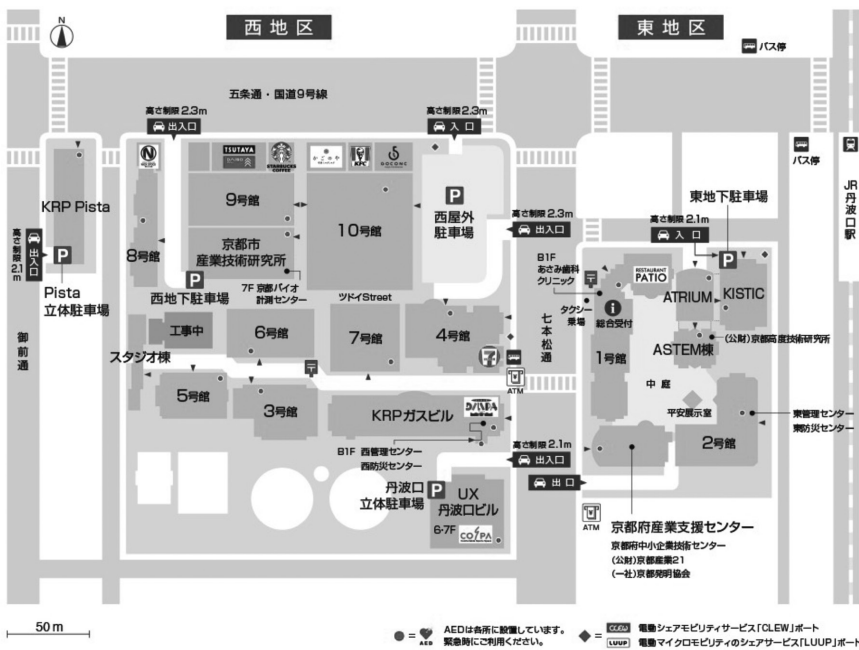 N
西地区
東地区
バス停
五条通・国道9号線
高さ制限 2.3m
出入口
高さ制限 2.3m
入口
TSUTAYA
STARBUCKS COFFEE
かごのや
KFC
GOCONC
バス停
JR丹波口駅
KRP Pista
P
Pista
立体駐車場
高さ制限 2.1m
出入口
8号館
9号館
京都市
産業技術研究所
7F 京都バイオ
計測センター
P
西地下駐車場
10号館
ツドイStreet
P
西屋外
駐車場
高さ制限 2.3m
出入口
東地下駐車場
高さ制限 2.1m
入口
P
B1F
あさみ歯科
クリニック
RESTAURANT
PATIO
ATRIUM
KISTIC
タクシー
乗場
総合受付
(公財)京都高度技術研究所
ASTEM棟
御前通
七本松通
工事中
スタジオ棟
6号館
7号館
4号館
1号館
中庭
ATM
5号館
3号館
KRPガスビル
平安展示室
2号館
東管理センター
東防災センター
B1F 西管理センター
西防災センター
高さ制限 2.1m
出入口
出口
丹波口
立体駐車場
P
UX
丹波口ビル
6・7F
COSPA
ATM
京都府産業支援センター
京都府中小企業技術センター
(公財)京都産業21
(一社)京都発明協会
50m
= AED
AEDは各所に設置しています。
緊急時にご利用ください。
= CLEW 電動シェアモビリティサービス「CLEW」ポート
LUUP 電動マイクロモビリティのシェアサービス「LUUP」ポート